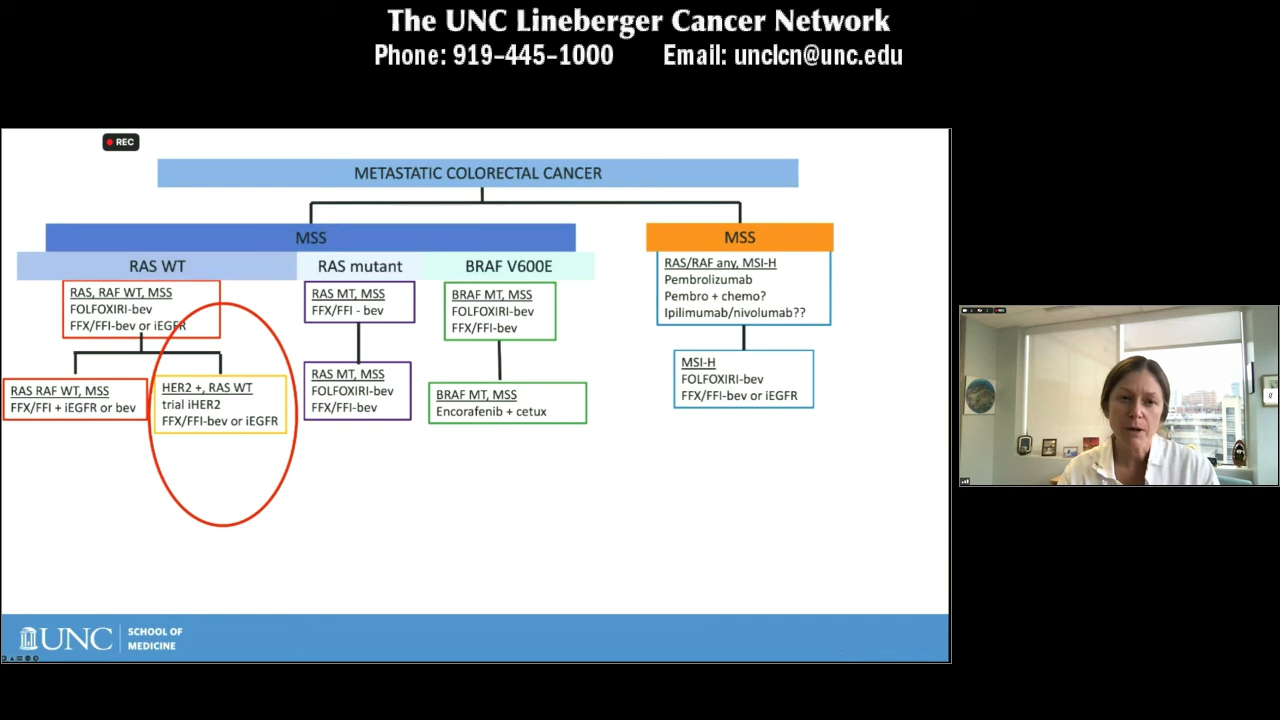 The UNC Lineberger Cancer Network
Phone: 919-445-1000 Email: unclcn@unc.edu
REC
METASTATIC COLORECTAL CANCER
MSS
MSS
RAS WT
RAS mutant
BRAF V600E
RAS, RAF WT, MSS
FOLFOXIRI-bev
FFX/FFI-bev or iEGFR
RAS MT, MSS
FFX/FFI - bev
BRAF MT, MSS
FOLFOXIRI-bev
FFX/FFI-bev
RAS/RAF any, MSI-H
Pembrolizumab
Pembro + chemo?
Ipilimumab/nivolumab??
RAS RAF WT, MSS
FFX/FFI + iEGFR or bev
HER2 +, RAS WT
trial iHER2
FFX/FFI-bev or iEGFR
RAS MT, MSS
FOLFOXIRI-bev
FFX/FFI-bev
BRAF MT, MSS
Encorafenib + cetux
MSI-H
FOLFOXIRI-bev
FFX/FFI-bev or iEGFR
UNC
SCHOOL OF
MEDICINE